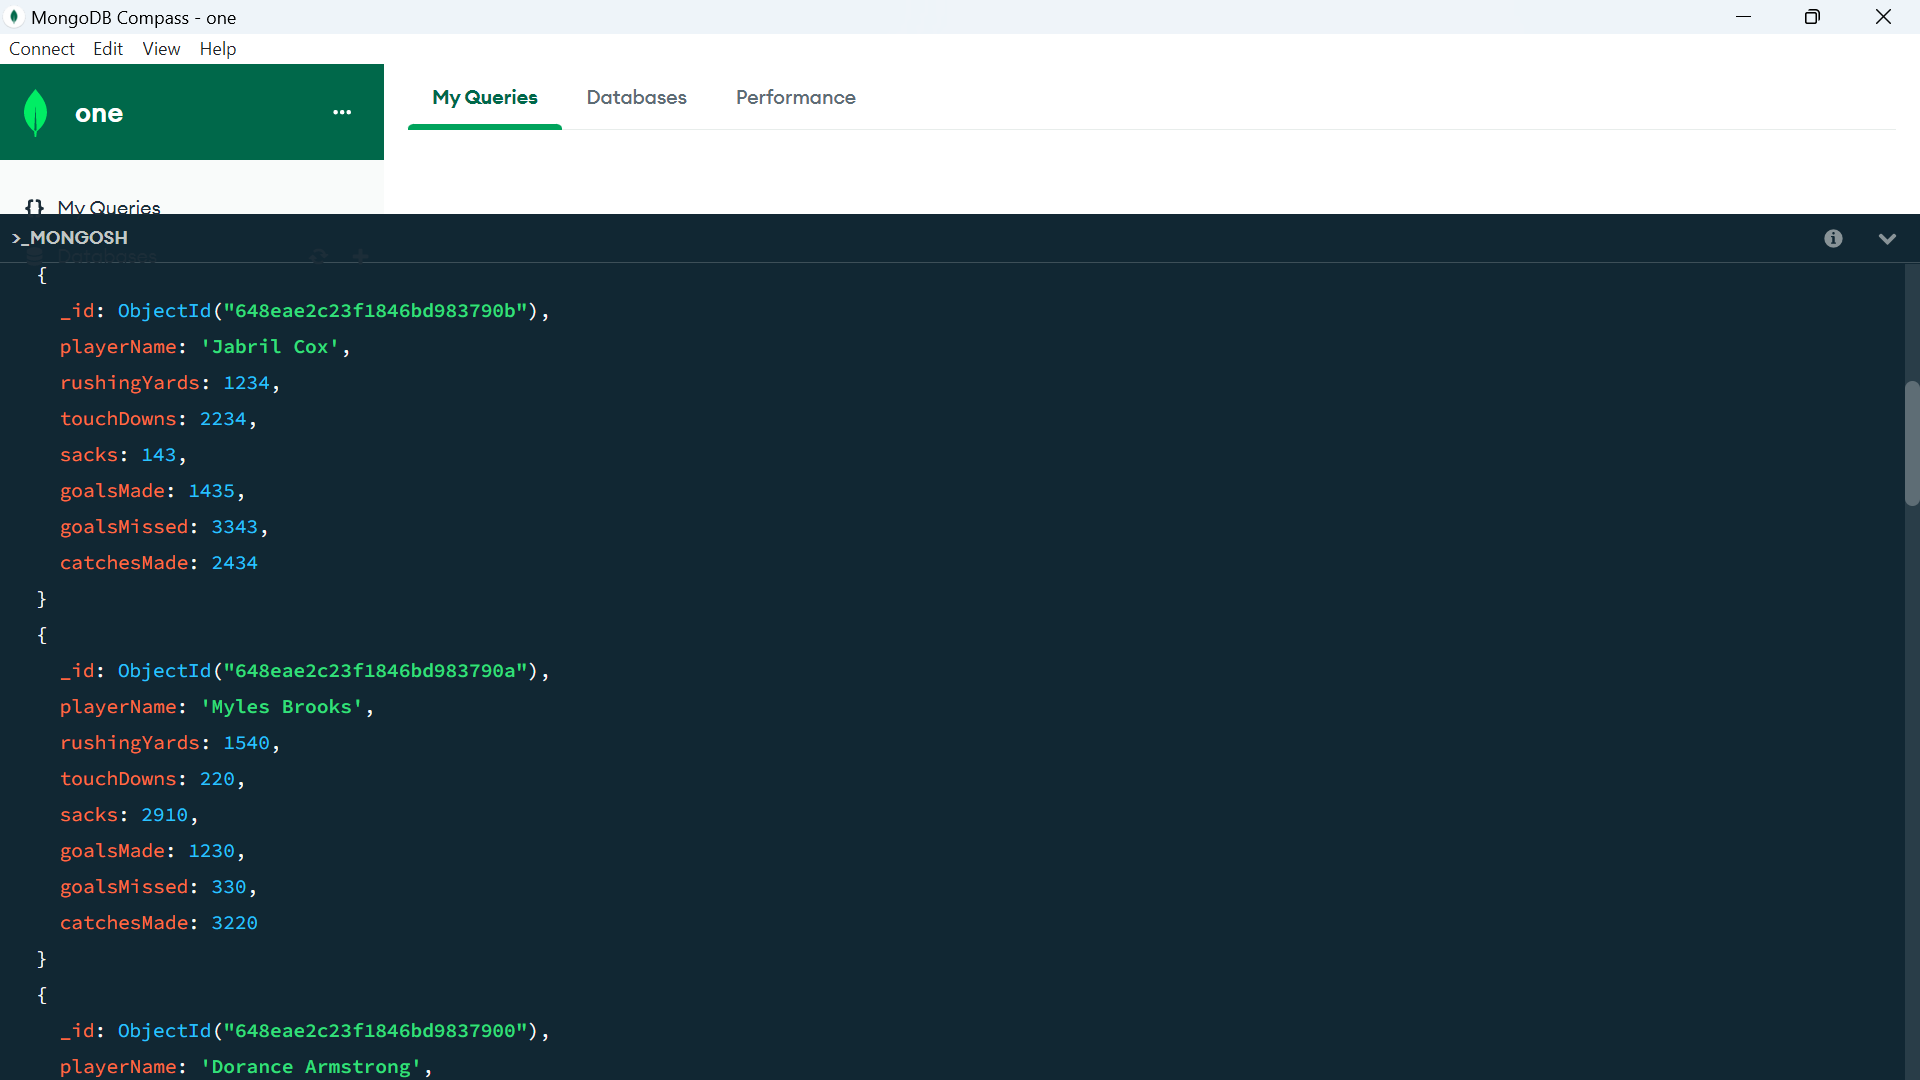 MongoDB Compass - one
Connect Edit View Help
one ...
My Queries Databases Performance
{} My Queries
>_MONGOSH
Databases
{
_id: ObjectId("648eae2c23f1846bd983790b"),
playerName: 'Jabril Cox',
rushingYards: 1234,
touchDowns: 2234,
sacks: 143,
goalsMade: 1435,
goalsMissed: 3343,
catchesMade: 2434
}
{
_id: ObjectId("648eae2c23f1846bd983790a"),
playerName: 'Myles Brooks',
rushingYards: 1540,
touchDowns: 220,
sacks: 2910,
goalsMade: 1230,
goalsMissed: 330,
catchesMade: 3220
}
{
_id: ObjectId("648eae2c23f1846bd9837900"),
playerName: 'Dorance Armstrong',